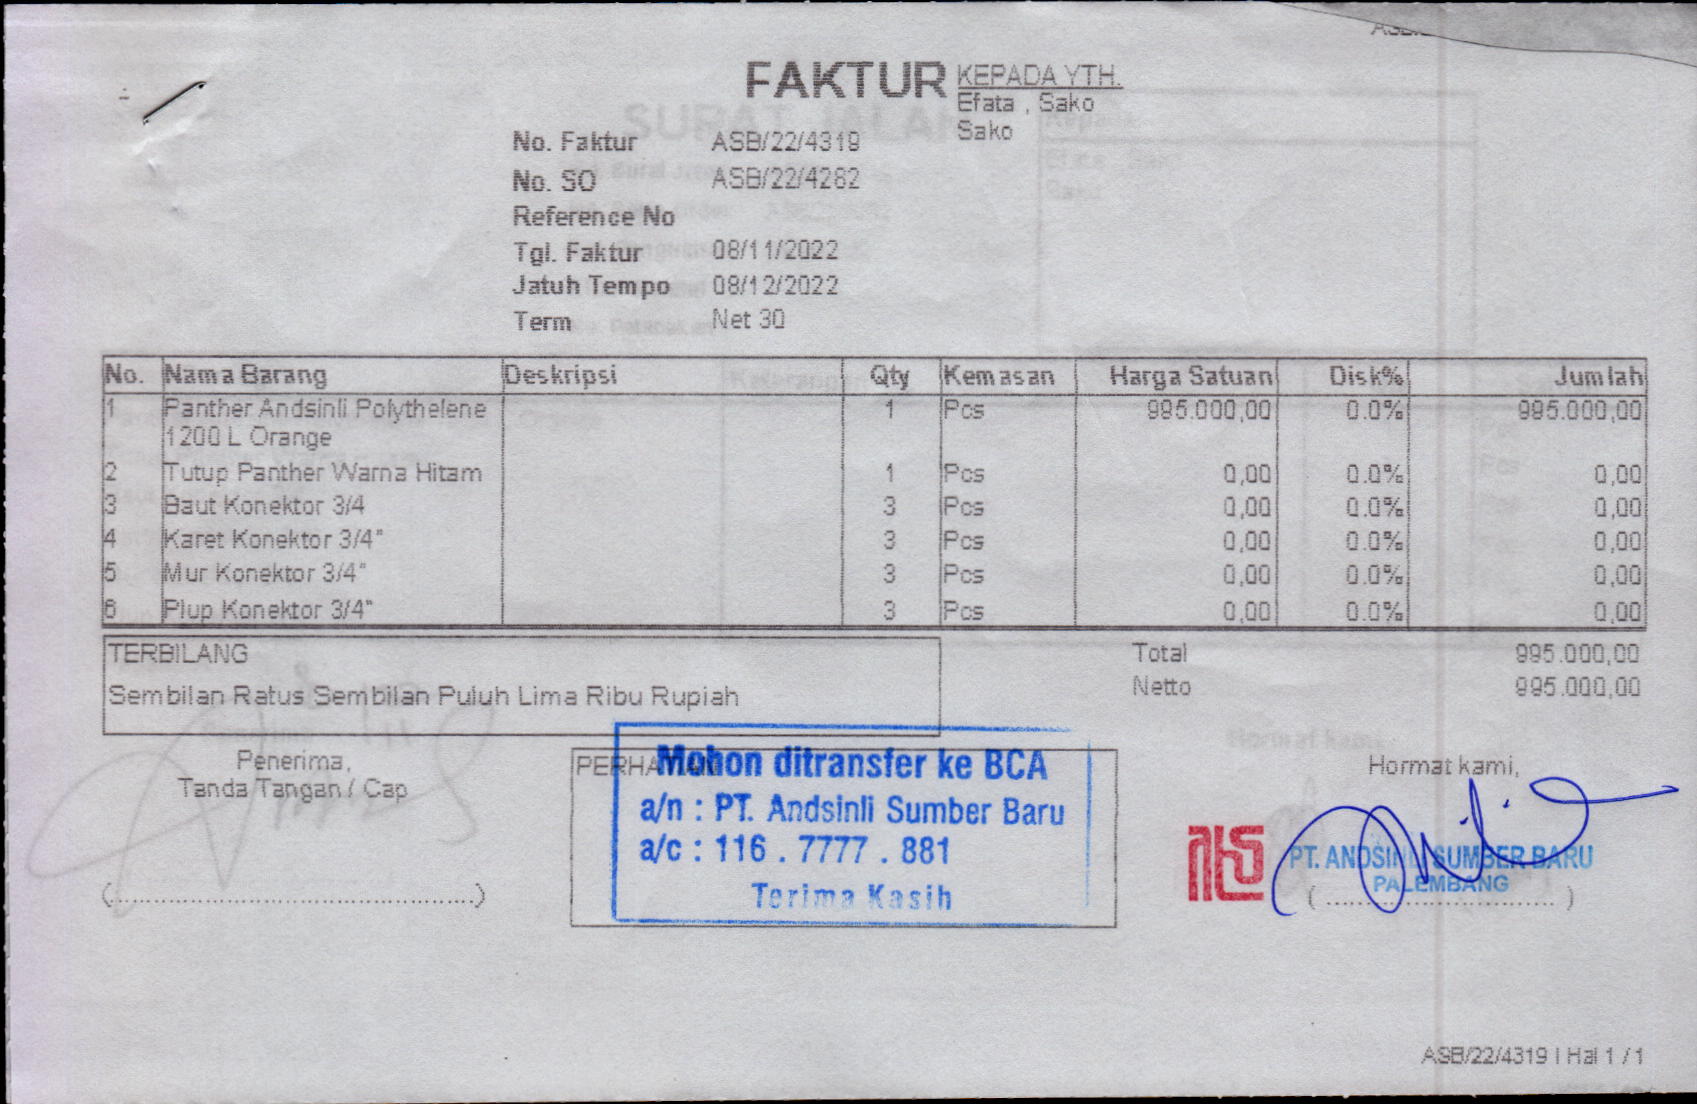 FAKTUR
KEPADA YTH.
Efata , Sako
Sako
No. Faktur ASB/22/4319
No. SO ASB/22/4282
Reference No
Tgl. Faktur 08/11/2022
Jatuh Tempo 08/12/2022
Term Net 30
No. Nama Barang Deskripsi Qty Kemasan Harga Satuan Disk% Jumlah
1 Panther Andsinli Polythelene 1 Pcs 995.000,00 0.0% 995.000,00
1200 L Orange
2 Tutup Panther Warna Hitam 1 Pcs 0,00 0.0% 0,00
3 Baut Konektor 3/4 3 Pcs 0,00 0.0% 0,00
4 Karet Konektor 3/4" 3 Pcs 0,00 0.0% 0,00
5 Mur Konektor 3/4" 3 Pcs 0,00 0.0% 0,00
6 Plup Konektor 3/4" 3 Pcs 0,00 0.0% 0,00
TERBILANG
Sembilan Ratus Sembilan Puluh Lima Ribu Rupiah
Total 995.000,00
Netto 995.000,00
Penerima,
Tanda Tangan / Cap
(...............................................)
Mohon ditransfer ke BCA
a/n : PT. Andsinli Sumber Baru
a/c : 116 . 7777 . 881
Terima Kasih
Hormat kami,
PT. ANDSINLI SUMBER BARU
PALEMBANG
( ............................. )
ASB/22/4319 | Hal 1 / 1